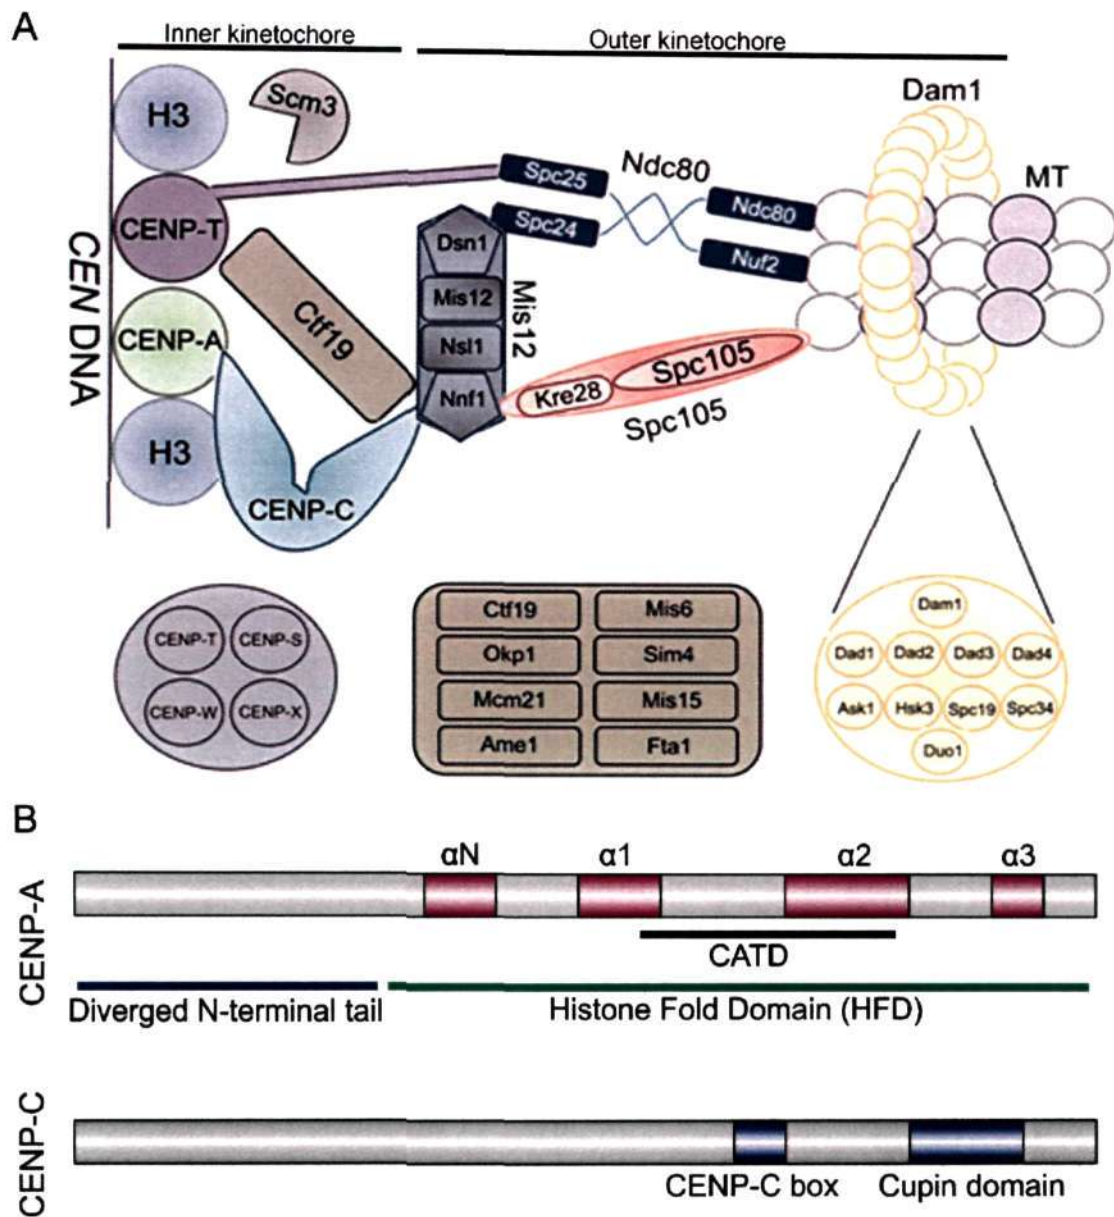 A
Inner kinetochore
Outer kinetochore
H3
Scm3
Dam1
CENP-T
Spc25
Ndc80
Ndc80
MT
Spc24
Nuf2
CEN DNA
CENP-A
Ctf19
Dsn1
Mis12
Nsl1
Nnf1
Mis12
Kre28
Spc105
Spc105
H3
CENP-C
CENP-T CENP-S
CENP-W CENP-X
Ctf19 Mis6
Okp1 Sim4
Mcm21 Mis15
Ame1 Fta1
Dam1
Dad1 Dad2 Dad3 Dad4
Ask1 Hsk3 Spc19 Spc34
Duo1
B
CENP-A
αN α1 α2 α3
CATD
Diverged N-terminal tail
Histone Fold Domain (HFD)
CENP-C
CENP-C box
Cupin domain